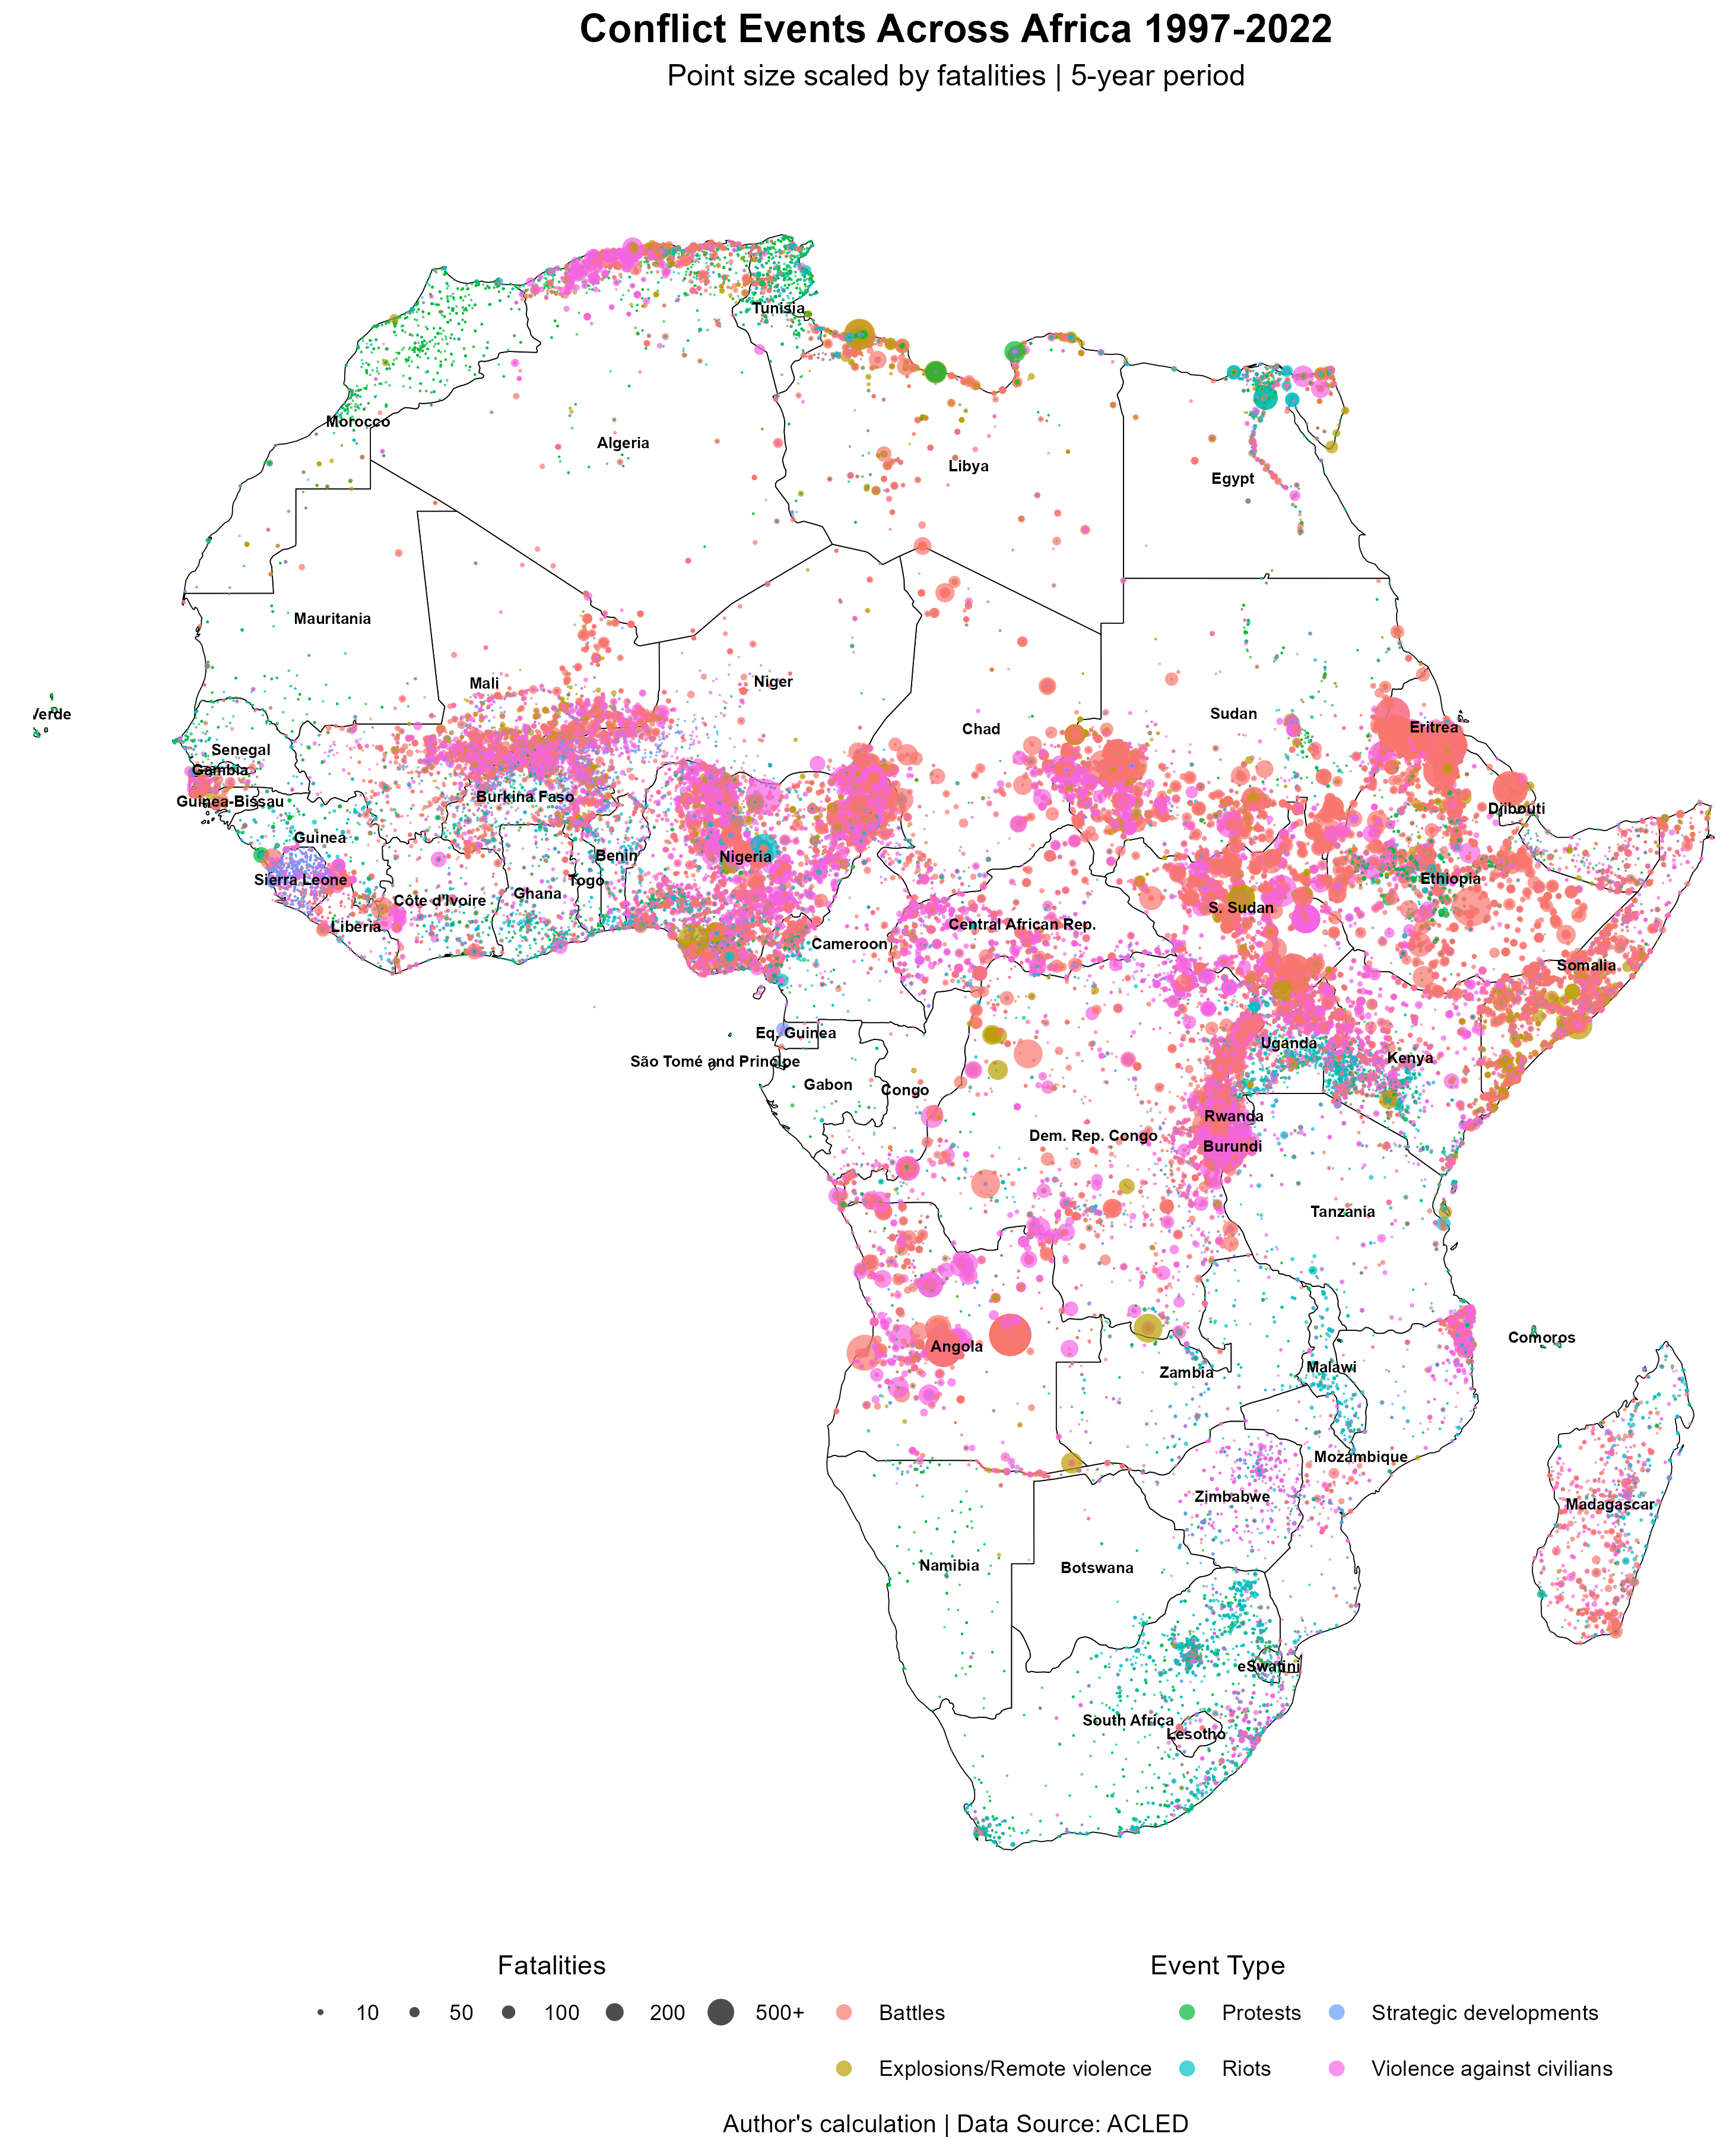 Conflict Events Across Africa 1997-2022
Point size scaled by fatalities | 5-year period
Tunisia
Morocco
Algeria
Libya
Egypt
Mauritania
Mali
Niger
Chad
Sudan
Eritrea
Verde
Senegal
Gambia
Guinea-Bissau
Burkina Faso
Djibouti
Guinea
Benin
Nigeria
Sierra Leone
Togo
Ghana
Côte d'Ivoire
Ethiopia
Liberia
S. Sudan
Central African Rep.
Cameroon
Somalia
Eq. Guinea
Uganda
São Tomé and Principe
Kenya
Gabon
Congo
Rwanda
Dem. Rep. Congo
Burundi
Tanzania
Comoros
Angola
Zambia
Malawi
Mozambique
Zimbabwe
Madagascar
Namibia
Botswana
eSwatini
South Africa
Lesotho
Fatalities
10 50 100 200 500+
Event Type
Battles Protests Strategic developments
Explosions/Remote violence Riots Violence against civilians
Author's calculation | Data Source: ACLED